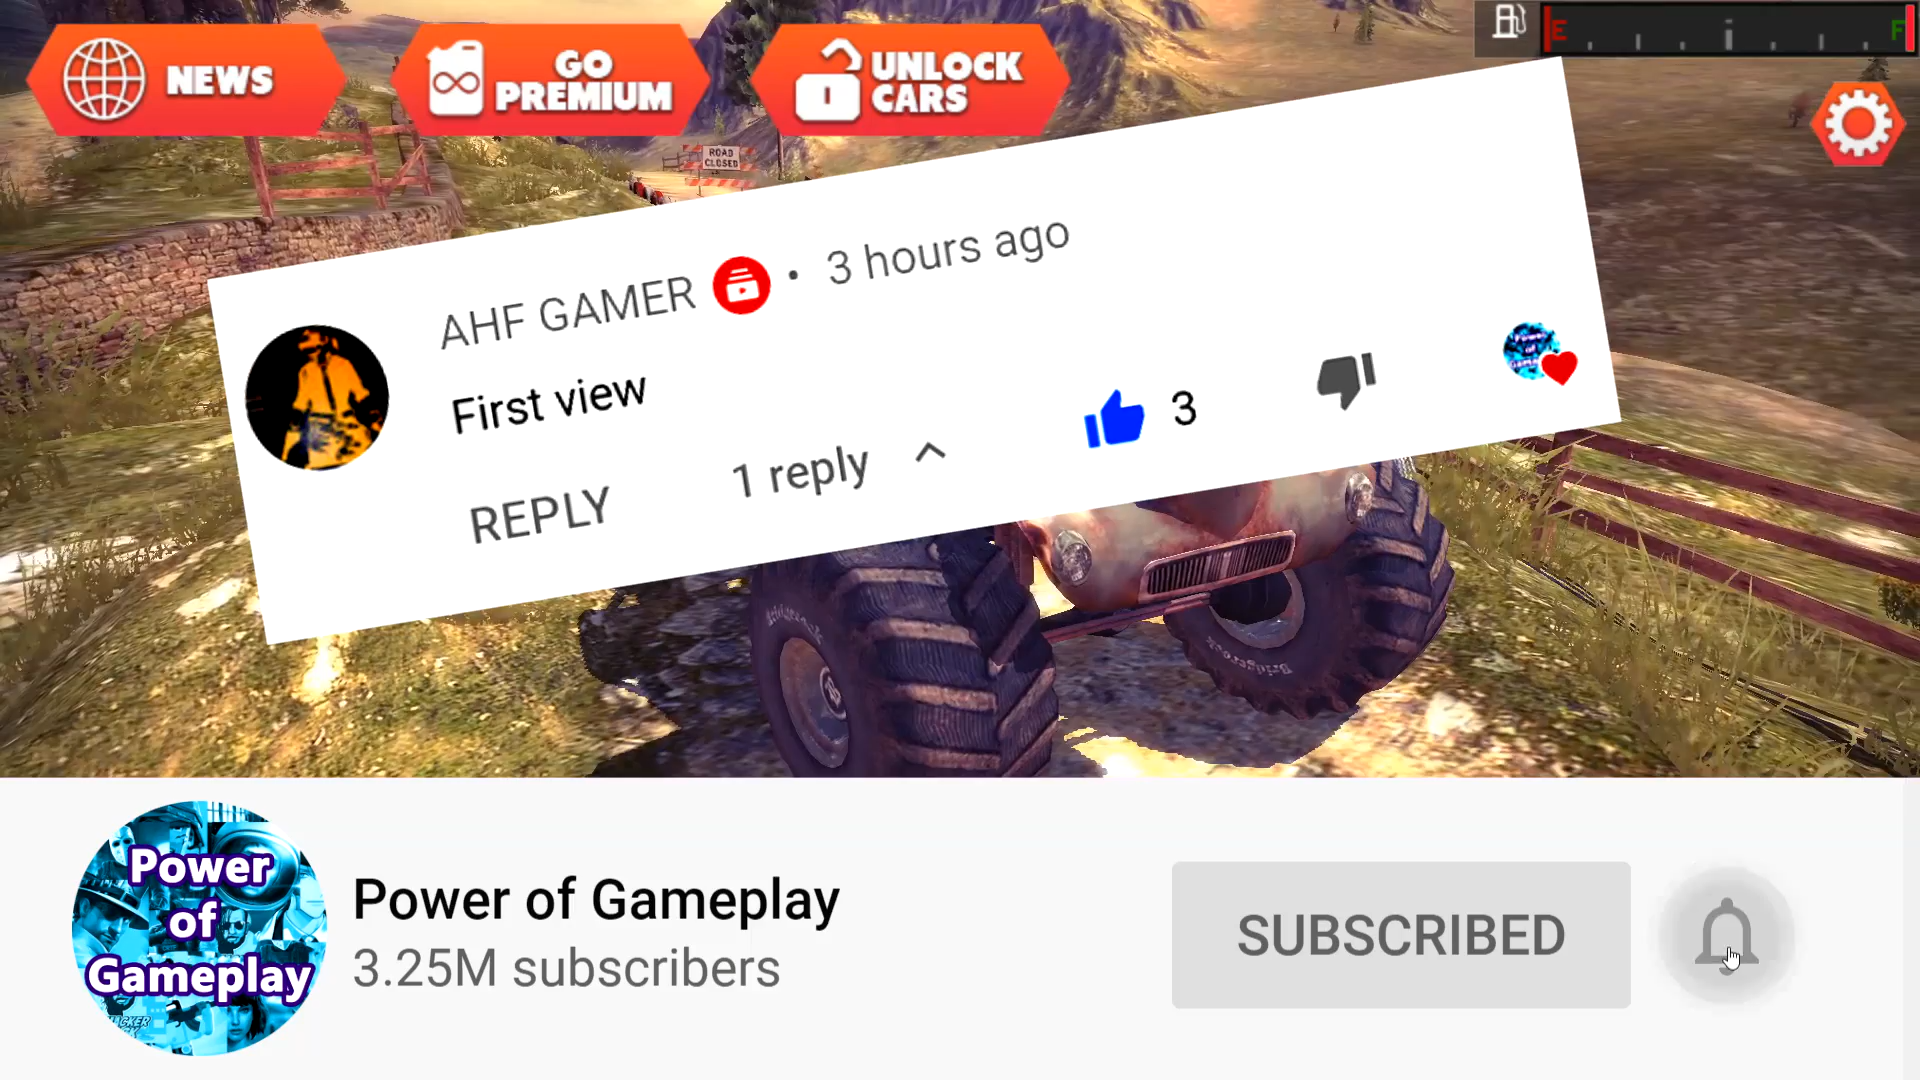 NEWS
GO
PREMIUM
UNLOCK
CARS
E
F
ROAD
CLOSED
AHF GAMER • 3 hours ago
First view
REPLY
1 reply
3
Power
of
Gameplay
Power of Gameplay
3.25M subscribers
SUBSCRIBED